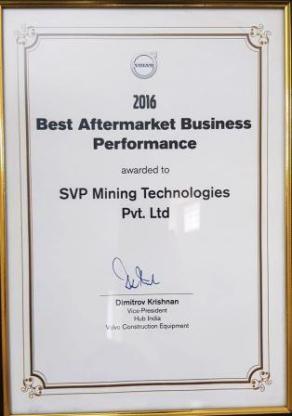 VOLVO
2016
Best Aftermarket Business
Performance
awarded to
SVP Mining Technologies
Pvt. Ltd
Dimitrov Krishnan
Vice-President
Hub India
Volvo Construction Equipment